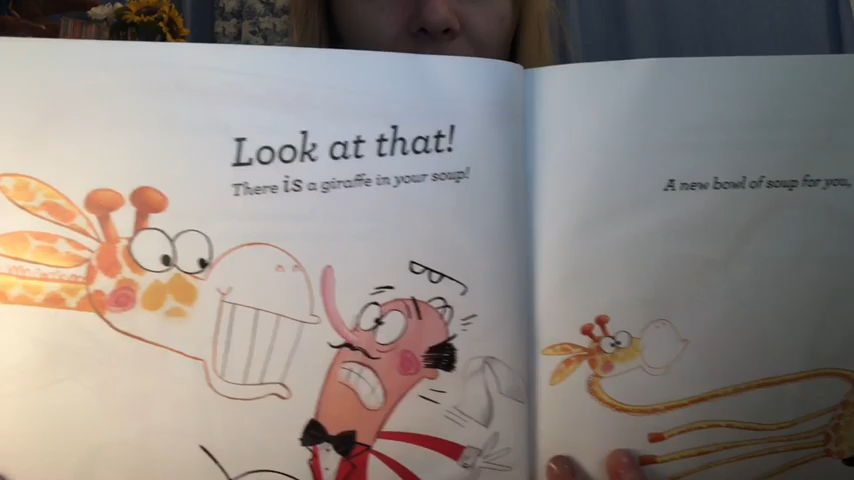 Look at that!
There is a giraffe in your soup!
A new bowl of soup for you,